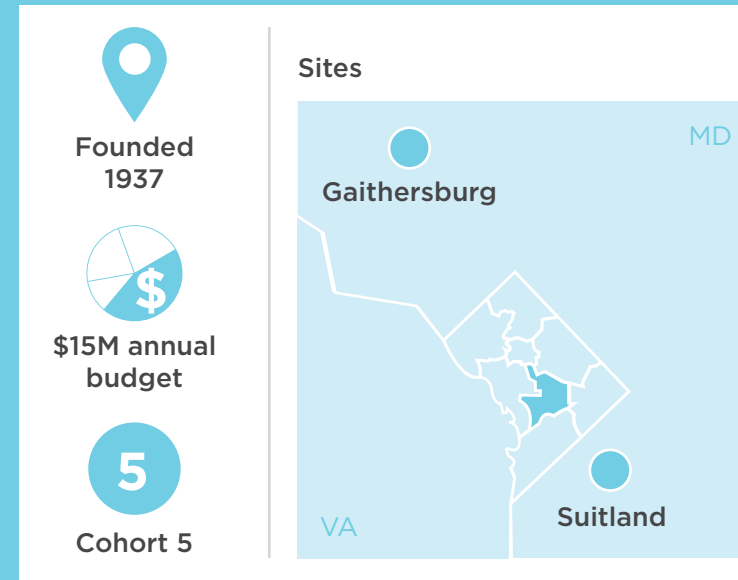 Founded
1937
$
$15M annual
budget
5
Cohort 5
Sites
MD
Gaithersburg
VA
Suitland